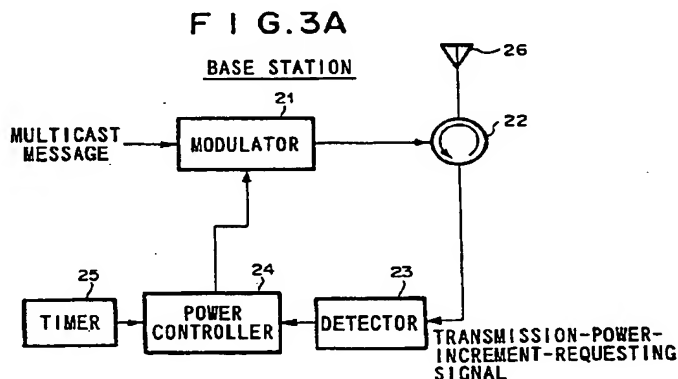 FIG.3A
BASE STATION
26
21
22
MULTICAST
MESSAGE
MODULATOR
25
24
23
TIMER
POWER
CONTROLLER
DETECTOR
TRANSMISSION-POWER-
INCREMENT-REQUESTING
SIGNAL